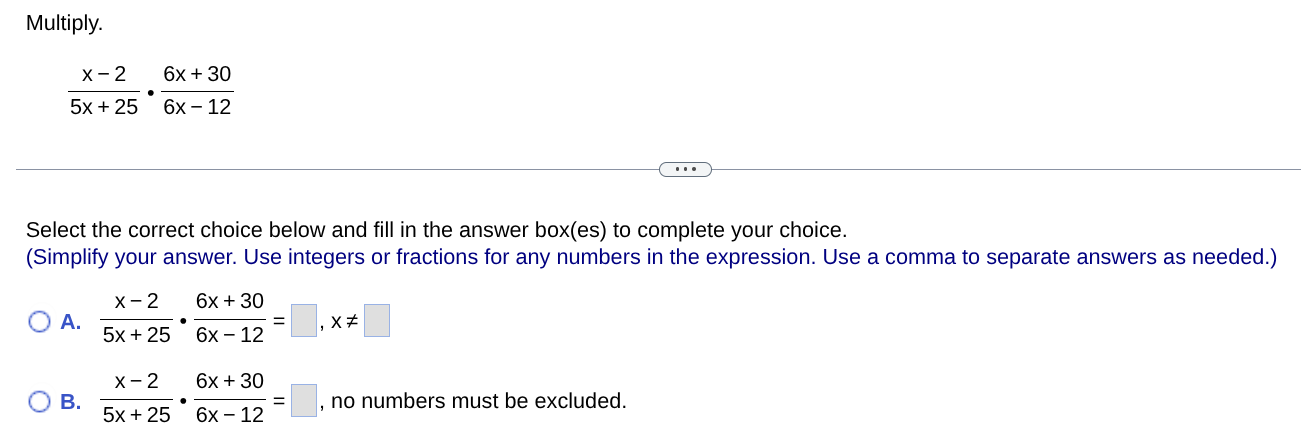 Multiply.
x − 2 6x + 30
5x + 25 • 6x − 12
Select the correct choice below and fill in the answer box(es) to complete your choice.
(Simplify your answer. Use integers or fractions for any numbers in the expression. Use a comma to separate answers as needed.)
x − 2 6x + 30
A. 5x + 25 • 6x − 12 = , x ≠
x − 2 6x + 30
B. 5x + 25 • 6x − 12 = , no numbers must be excluded.